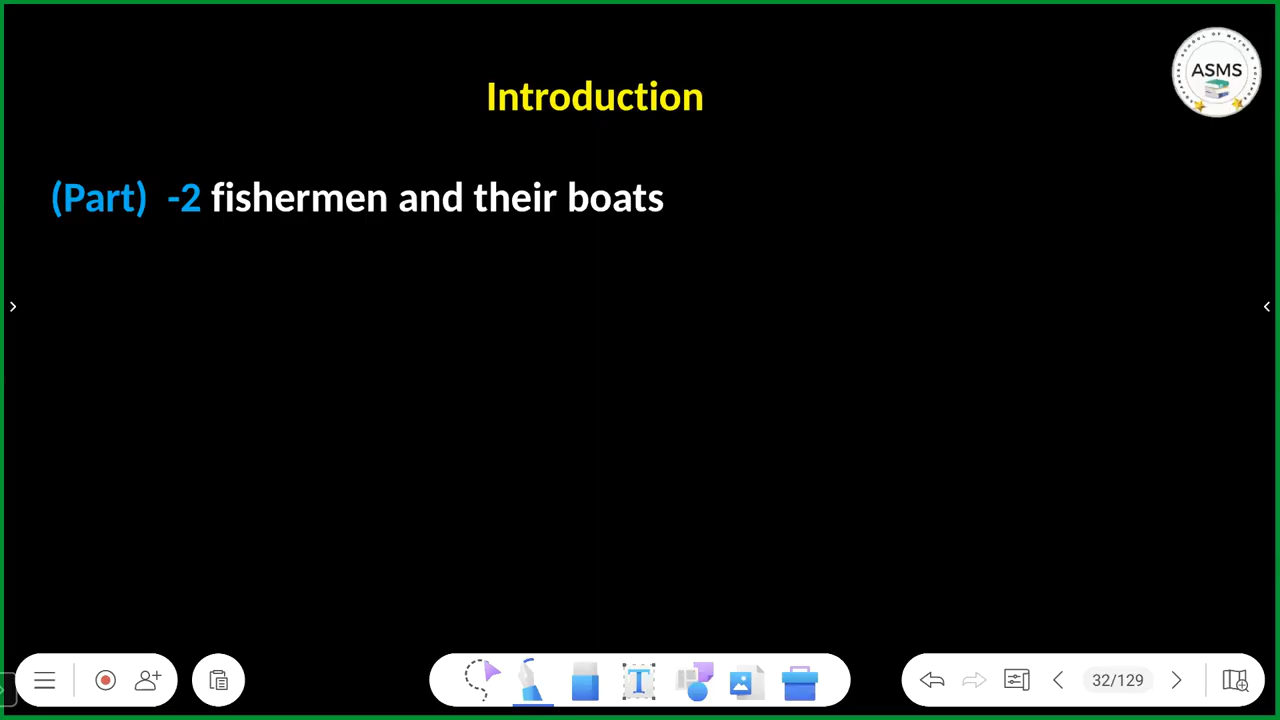 Introduction
ASMS
(Part) -2 fishermen and their boats
32/129